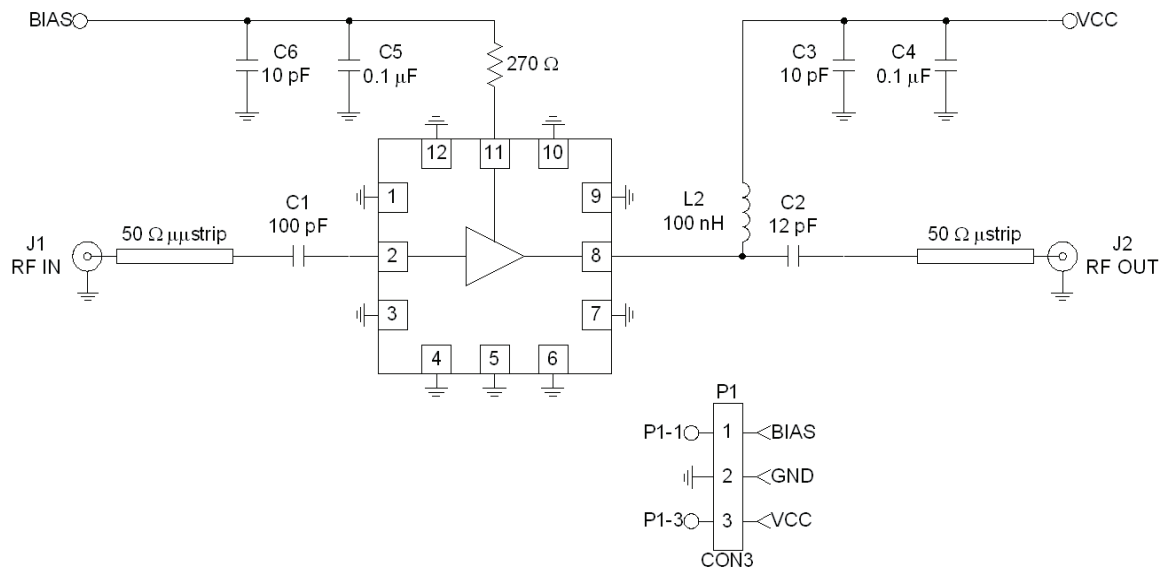 BIAS
VCC
C6
10 pF
C5
0.1 µF
270 Ω
C3
10 pF
C4
0.1 µF
12
11
10
1
9
L2
100 nH
C1
100 pF
C2
12 pF
J1
RF IN
50 Ω µµstrip
2
8
50 Ω µstrip
J2
RF OUT
3
7
4
5
6
P1
P1-1
1
BIAS
2
GND
P1-3
3
VCC
CON3